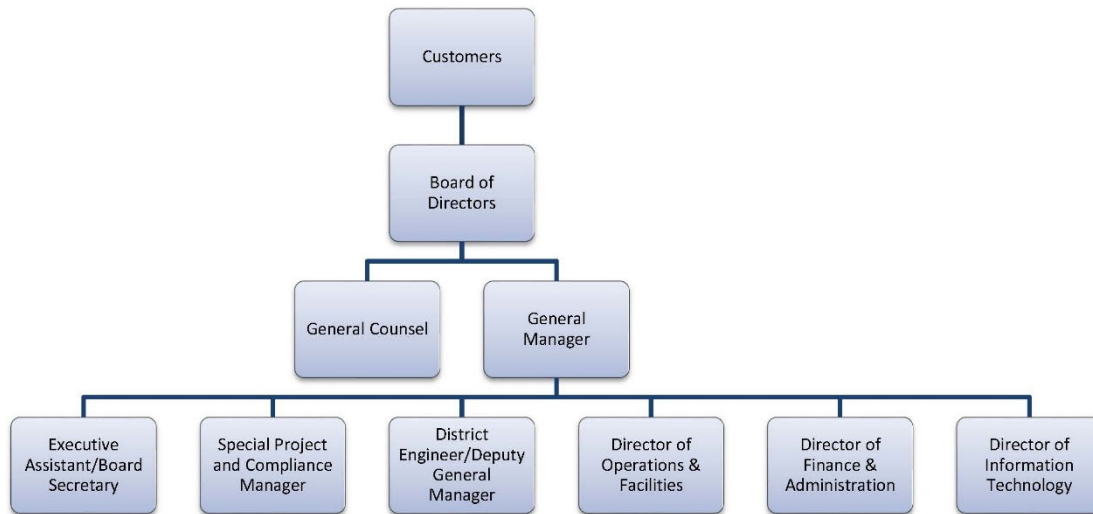 Customers
Board of
Directors
General Counsel
General
Manager
Executive
Assistant/Board
Secretary
Special Project
and Compliance
Manager
District
Engineer/Deputy
General
Manager
Director of
Operations &
Facilities
Director of
Finance &
Administration
Director of
Information
Technology